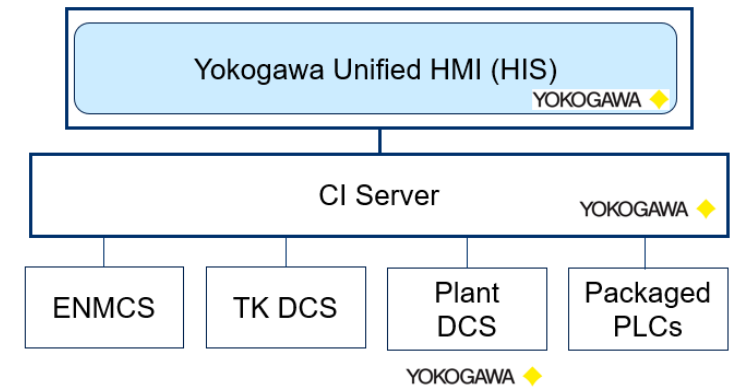 Yokogawa Unified HMI (HIS)
YOKOGAWA
CI Server
YOKOGAWA
ENMCS
TK DCS
Plant
DCS
Packaged
PLCs
YOKOGAWA